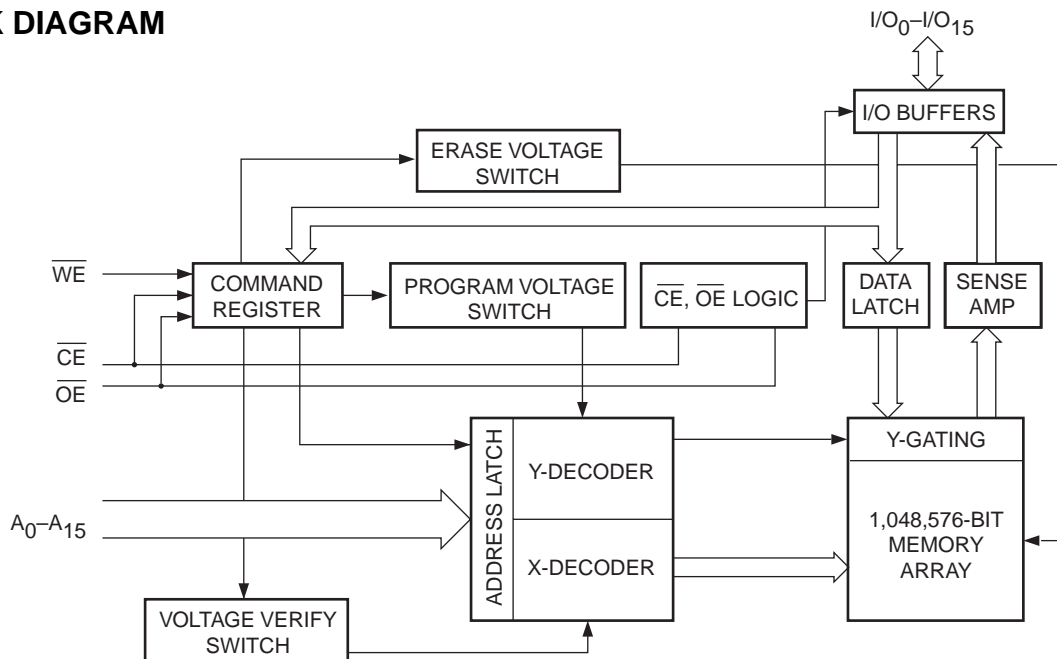 K DIAGRAM
I/O0–I/O15
I/O BUFFERS
ERASE VOLTAGE
SWITCH
WE
CE
OE
COMMAND
REGISTER
PROGRAM VOLTAGE
SWITCH
CE, OE LOGIC
DATA
LATCH
SENSE
AMP
A0–A15
ADDRESS LATCH
Y-DECODER
X-DECODER
Y-GATING
1,048,576-BIT
MEMORY
ARRAY
VOLTAGE VERIFY
SWITCH